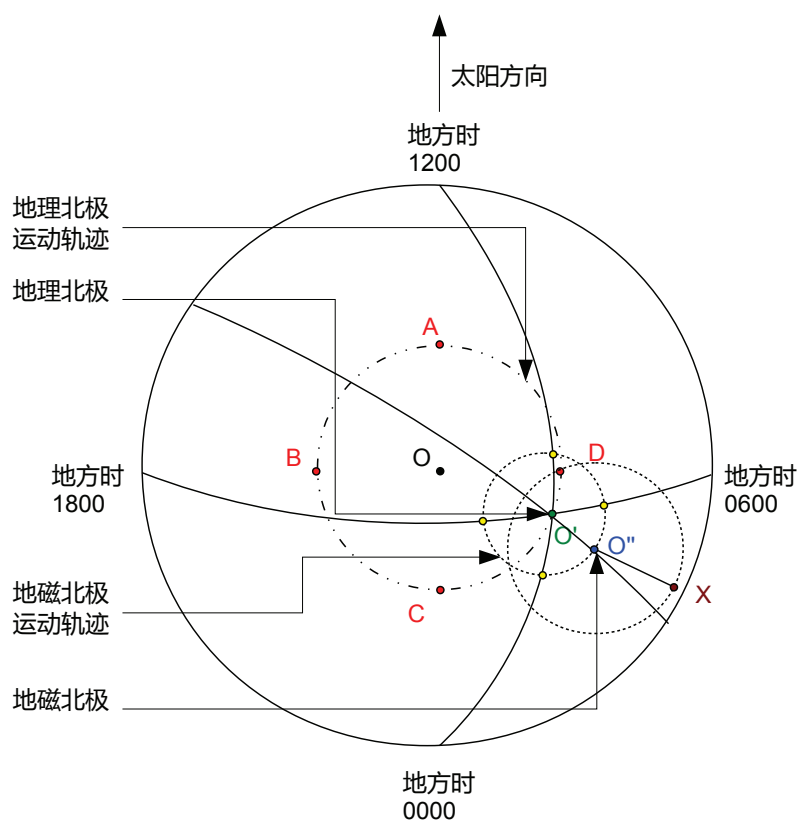 太阳方向
地方时
1200
地理北极
运动轨迹
地理北极
A
B
O
D
地方时
1800
地方时
0600
O'
O"
X
C
地磁北极
运动轨迹
地磁北极
地方时
0000